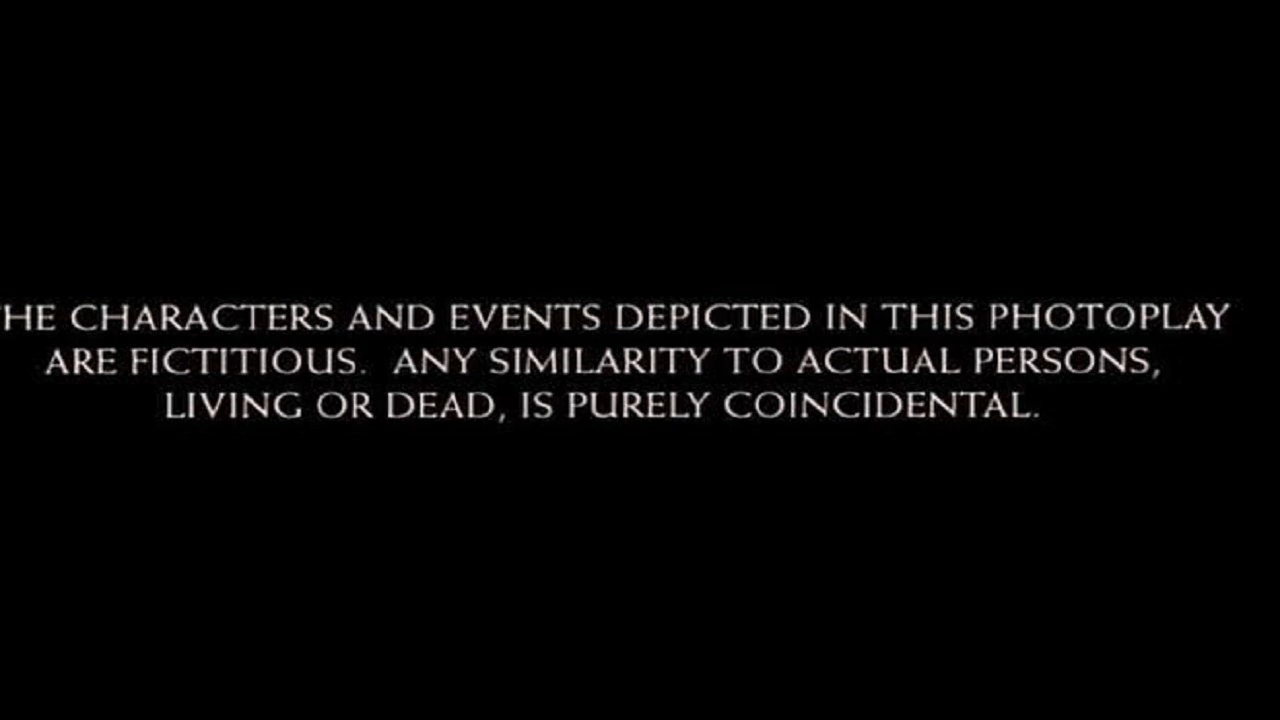 THE CHARACTERS AND EVENTS DEPICTED IN THIS PHOTOPLAY
ARE FICTITIOUS. ANY SIMILARITY TO ACTUAL PERSONS,
LIVING OR DEAD, IS PURELY COINCIDENTAL.